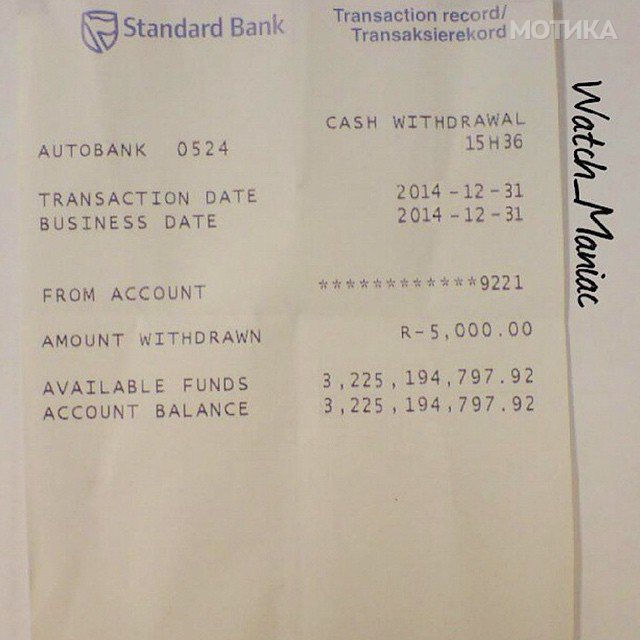 Standard Bank
Transaction record/
Transaksierekord
МОТИКА
CASH WITHDRAWAL
AUTOBANK 0524 15H36
TRANSACTION DATE 2014-12-31
BUSINESS DATE 2014-12-31
FROM ACCOUNT ************9221
AMOUNT WITHDRAWN R-5,000.00
AVAILABLE FUNDS 3,225,194,797.92
ACCOUNT BALANCE 3,225,194,797.92
Watch_Maniac